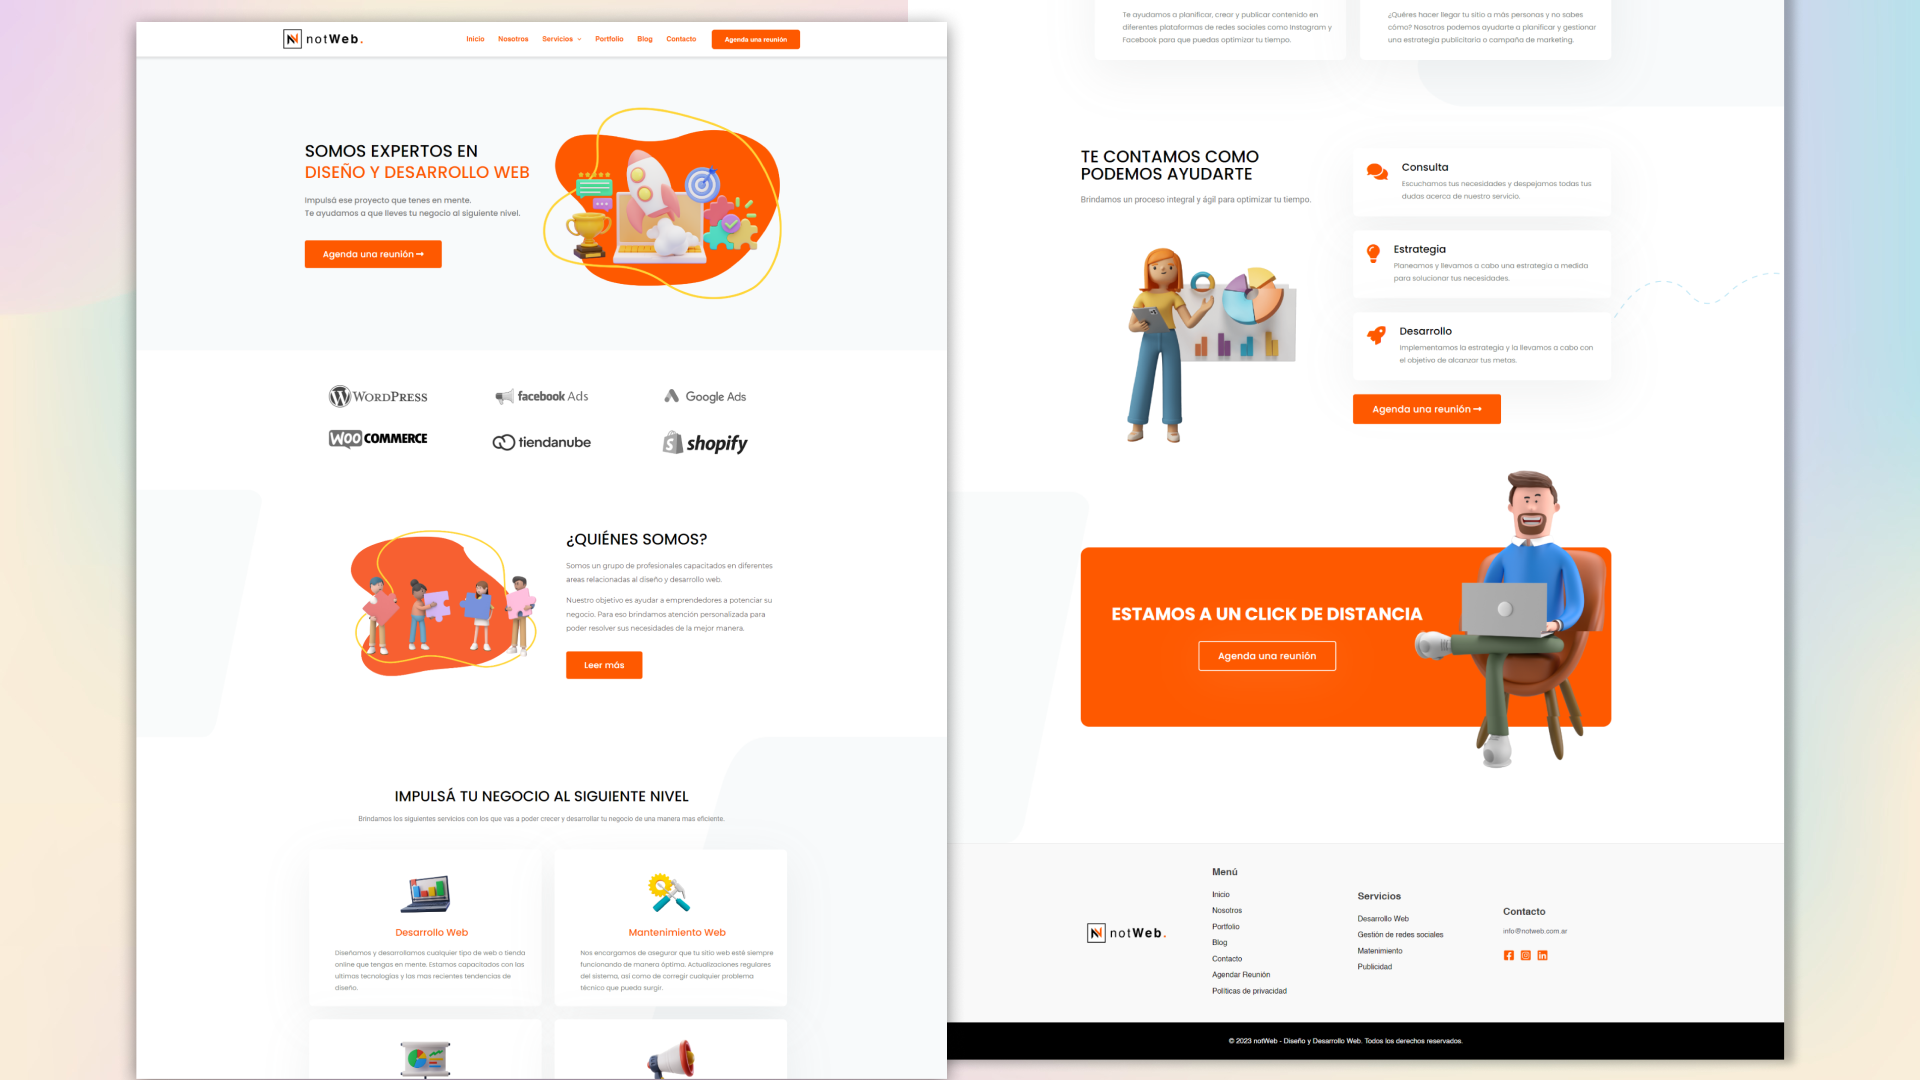 notWeb.
Inicio
Nosotros
Servicios
Portfolio
Blog
Contacto
Agenda una reunión
SOMOS EXPERTOS EN
DISEÑO Y DESARROLLO WEB
Impulsá ese proyecto que tenes en mente.
Te ayudamos a que lleves tu negocio al siguiente nivel.
Agenda una reunión
WORDPRESS
facebook Ads
Google Ads
WOO COMMERCE
tiendanube
shopify
¿QUIÉNES SOMOS?
Somos un grupo de profesionales capacitados en diferentes
areas relacionadas al diseño y desarrollo web.
Nuestro objetivo es ayudar a emprendedores a potenciar su
negocio. Para eso brindamos atención personalizada para
poder resolver sus necesidades de la mejor manera.
Leer más
IMPULSÁ TU NEGOCIO AL SIGUIENTE NIVEL
Brindamos los siguientes servicios con los que vas a poder crecer y desarrollar tu negocio de una manera mas eficiente.
Desarrollo Web
Diseñamos y desarrollamos cualquier tipo de web o tienda
online que tengas en mente. Estamos capacitados con las
ultimas tecnologías y las mas recientes tendencias de
diseño.
Mantenimiento Web
Nos encargamos de asegurar que tu sitio web esté siempre
funcionando de manera óptima. Actualizaciones regulares
del sistema, asi como de corregir cualquier problema
técnico que pueda surgir.
Te ayudamos a planificar, crear y publicar contenido en
diferentes plataformas de redes sociales como Instagram y
Facebook para que puedas optimizar tu tiempo.
¿Quéres hacer llegar tu sitio a más personas y no sabes
cómo? Nosotros podemos ayudarte a planificar y gestionar
una estrategia publicitaria o campaña de marketing.
TE CONTAMOS COMO
PODEMOS AYUDARTE
Brindamos un proceso integral y ágil para optimizar tu tiempo.
Consulta
Escuchamos tus necesidades y despejamos todas tus
dudas acerca de nuestro servicio.
Estrategia
Planeamos y llevamos a cabo una estrategia a medida
para solucionar tus necesidades.
Desarrollo
Implementamos la estrategia y la llevamos a cabo con
el objetivo de alcanzar tus metas.
Agenda una reunión
ESTAMOS A UN CLICK DE DISTANCIA
Agenda una reunión
notWeb.
Menú
Inicio
Nosotros
Portfolio
Blog
Contacto
Agendar Reunión
Políticas de privacidad
Servicios
Desarrollo Web
Gestión de redes sociales
Matenimiento
Publicidad
Contacto
info@notweb.com.ar
© 2023 notWeb - Diseño y Desarrollo Web. Todos los derechos reservados.